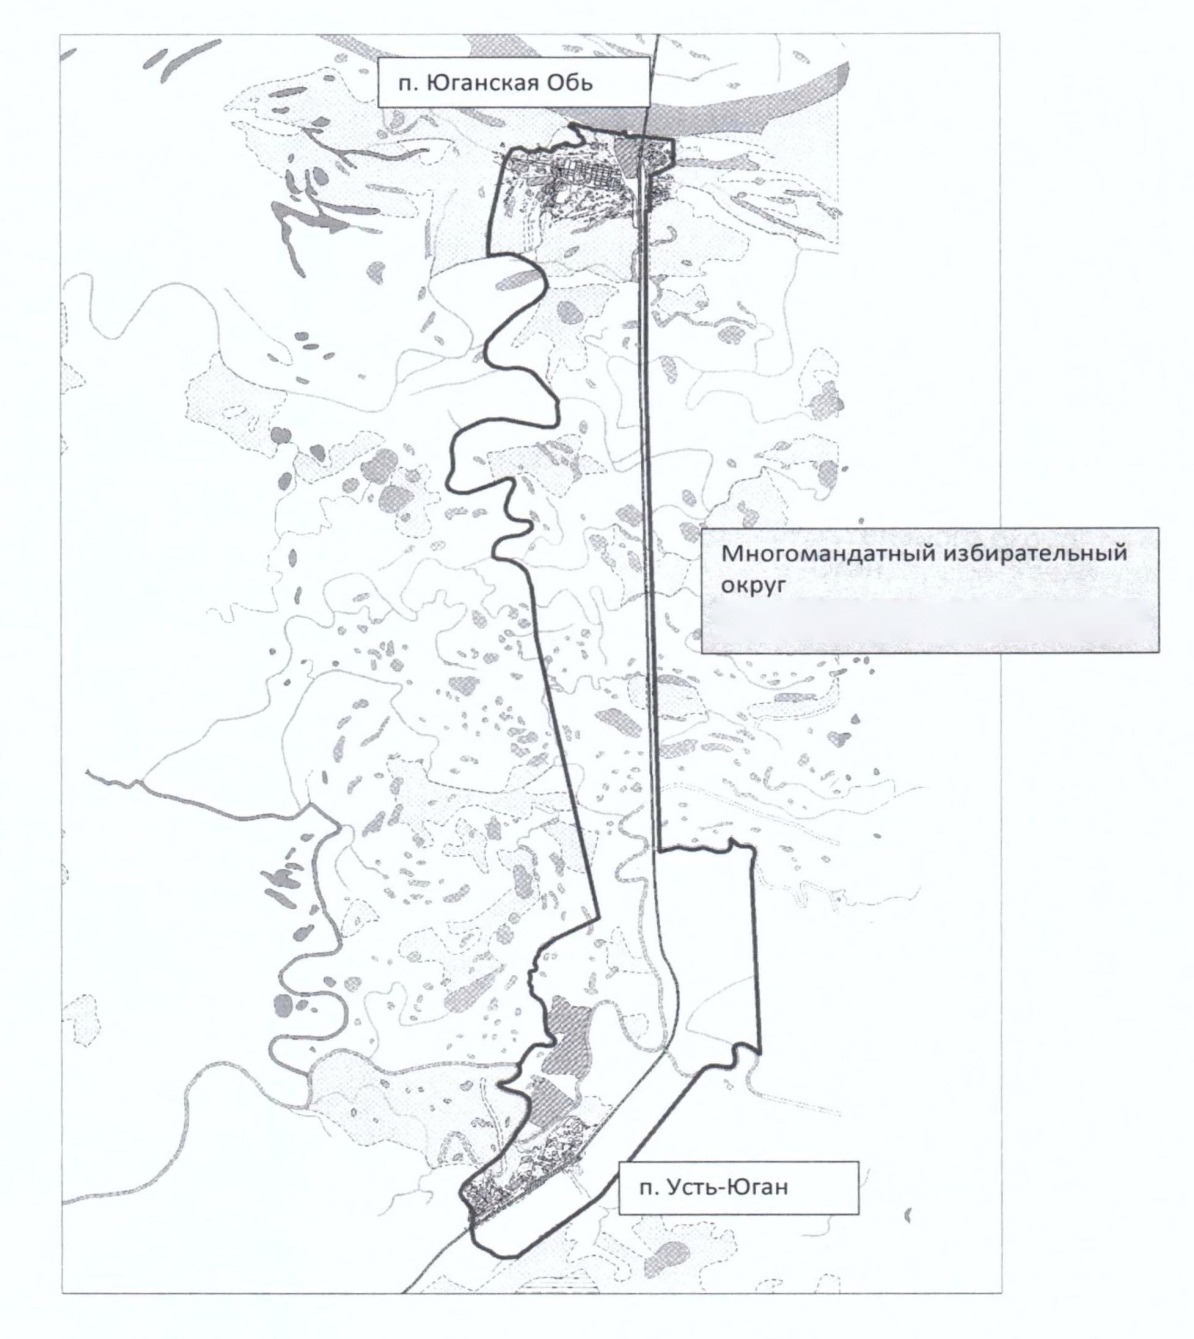 п. Юганская Обь
Многомандатный избирательный
округ
п. Усть-Юган